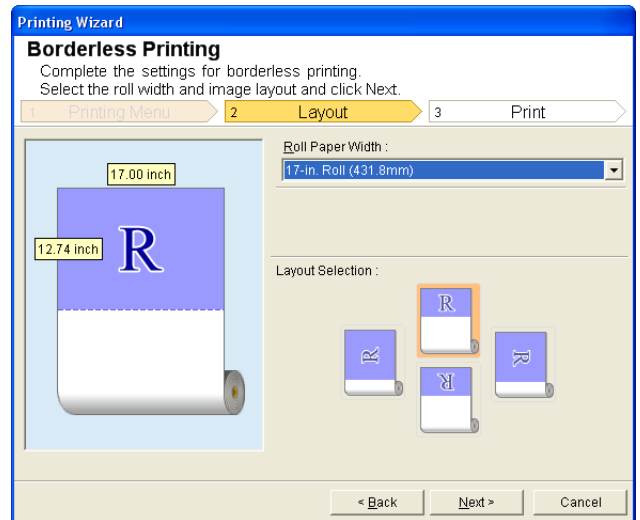 Printing Wizard
Borderless Printing
Complete the settings for borderless printing.
Select the roll width and image layout and click Next.
1 Printing Menu 2 Layout 3 Print
17.00 inch
12.74 inch
R
Roll Paper Width :
17-in. Roll (431.8mm)
Layout Selection :
R
R
R
R
< Back Next > Cancel